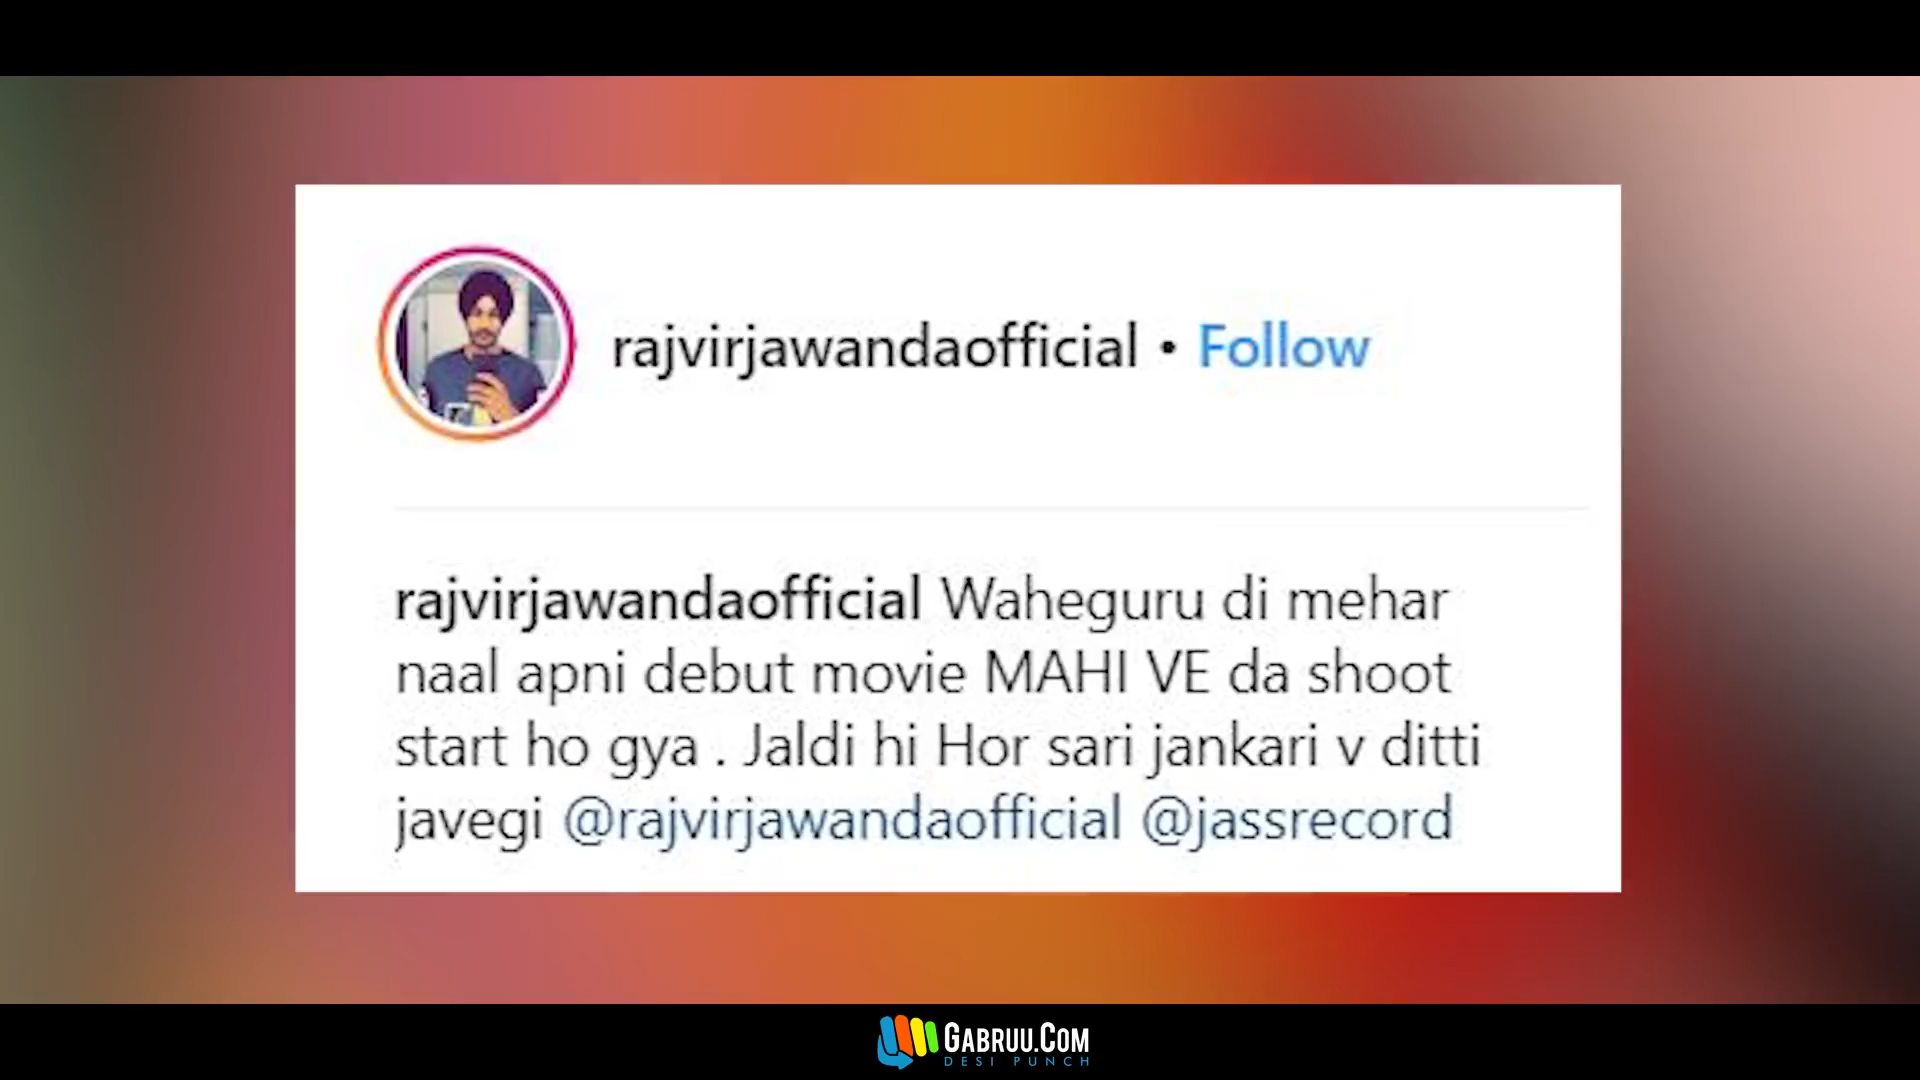 rajvirjawandaofficial • Follow
rajvirjawandaofficial Waheguru di mehar
naal apni debut movie MAHI VE da shoot
start ho gya . Jaldi hi Hor sari jankari v ditti
javegi @rajvirjawandaofficial @jassrecord
GABRUU.COM
DESI PUNCH